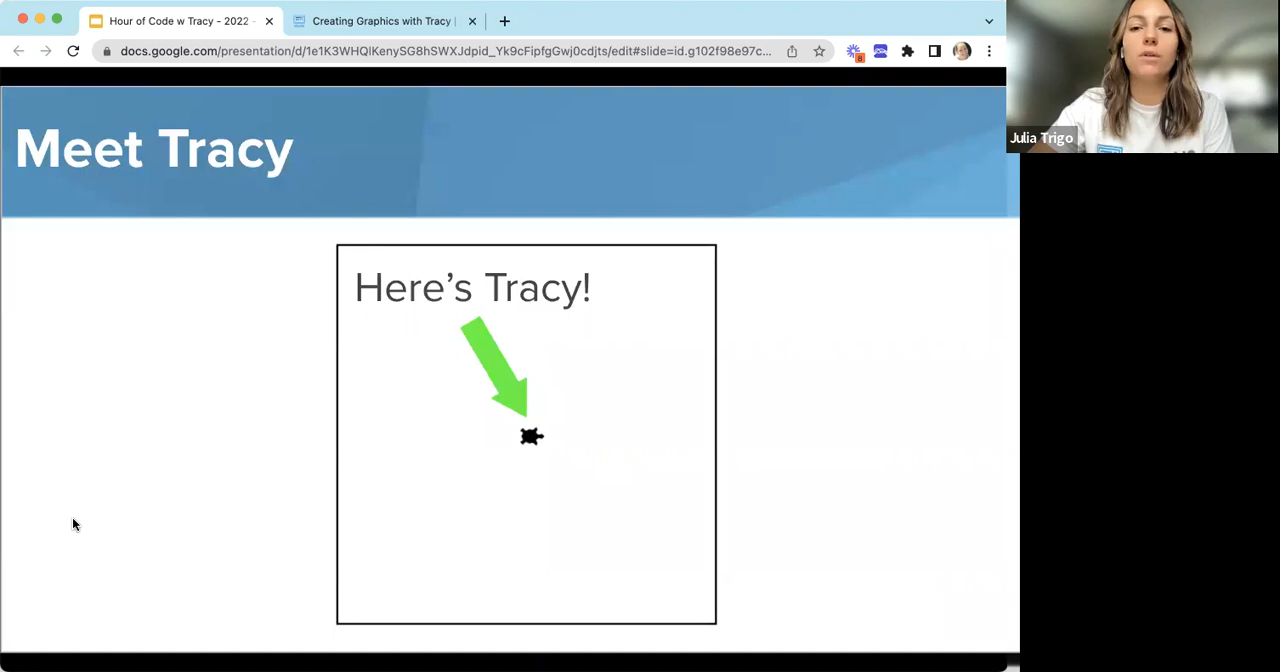 Hour of Code w Tracy - 2022 -
Creating Graphics with Tracy |
docs.google.com/presentation/d/1e1K3WHQlKenySG8hSWXJdpid_Yk9cFipfgGwj0cdjts/edit#slide=id.g102f98e97c...
8
Julia Trigo
Meet Tracy
Here's Tracy!